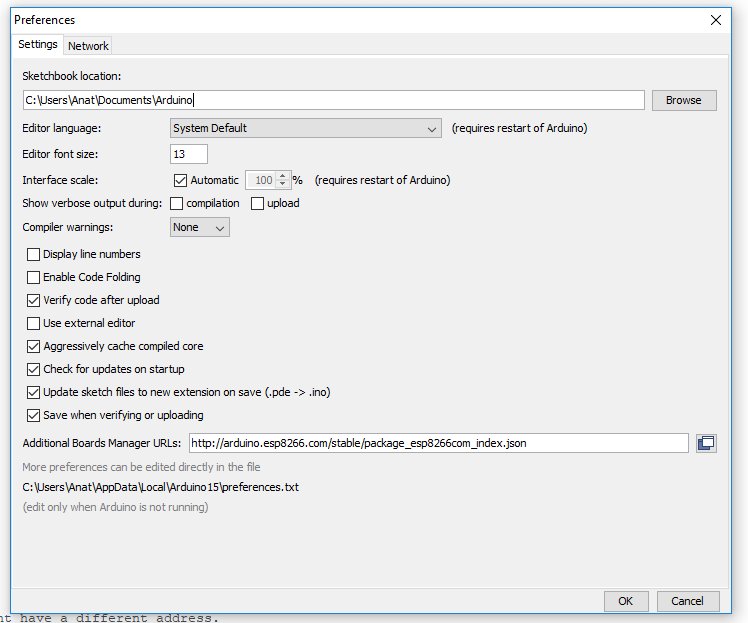 Preferences
Settings Network
Sketchbook location:
C:\Users\Anat\Documents\Arduino Browse
Editor language: System Default (requires restart of Arduino)
Editor font size: 13
Interface scale: Automatic 100 % (requires restart of Arduino)
Show verbose output during: compilation upload
Compiler warnings: None
Display line numbers
Enable Code Folding
Verify code after upload
Use external editor
Aggressively cache compiled core
Check for updates on startup
Update sketch files to new extension on save (.pde -> .ino)
Save when verifying or uploading
Additional Boards Manager URLs: http://arduino.esp8266.com/stable/package_esp8266com_index.json
More preferences can be edited directly in the file
C:\Users\Anat\AppData\Local\Arduino15\preferences.txt
(edit only when Arduino is not running)
OK Cancel
have a different address.